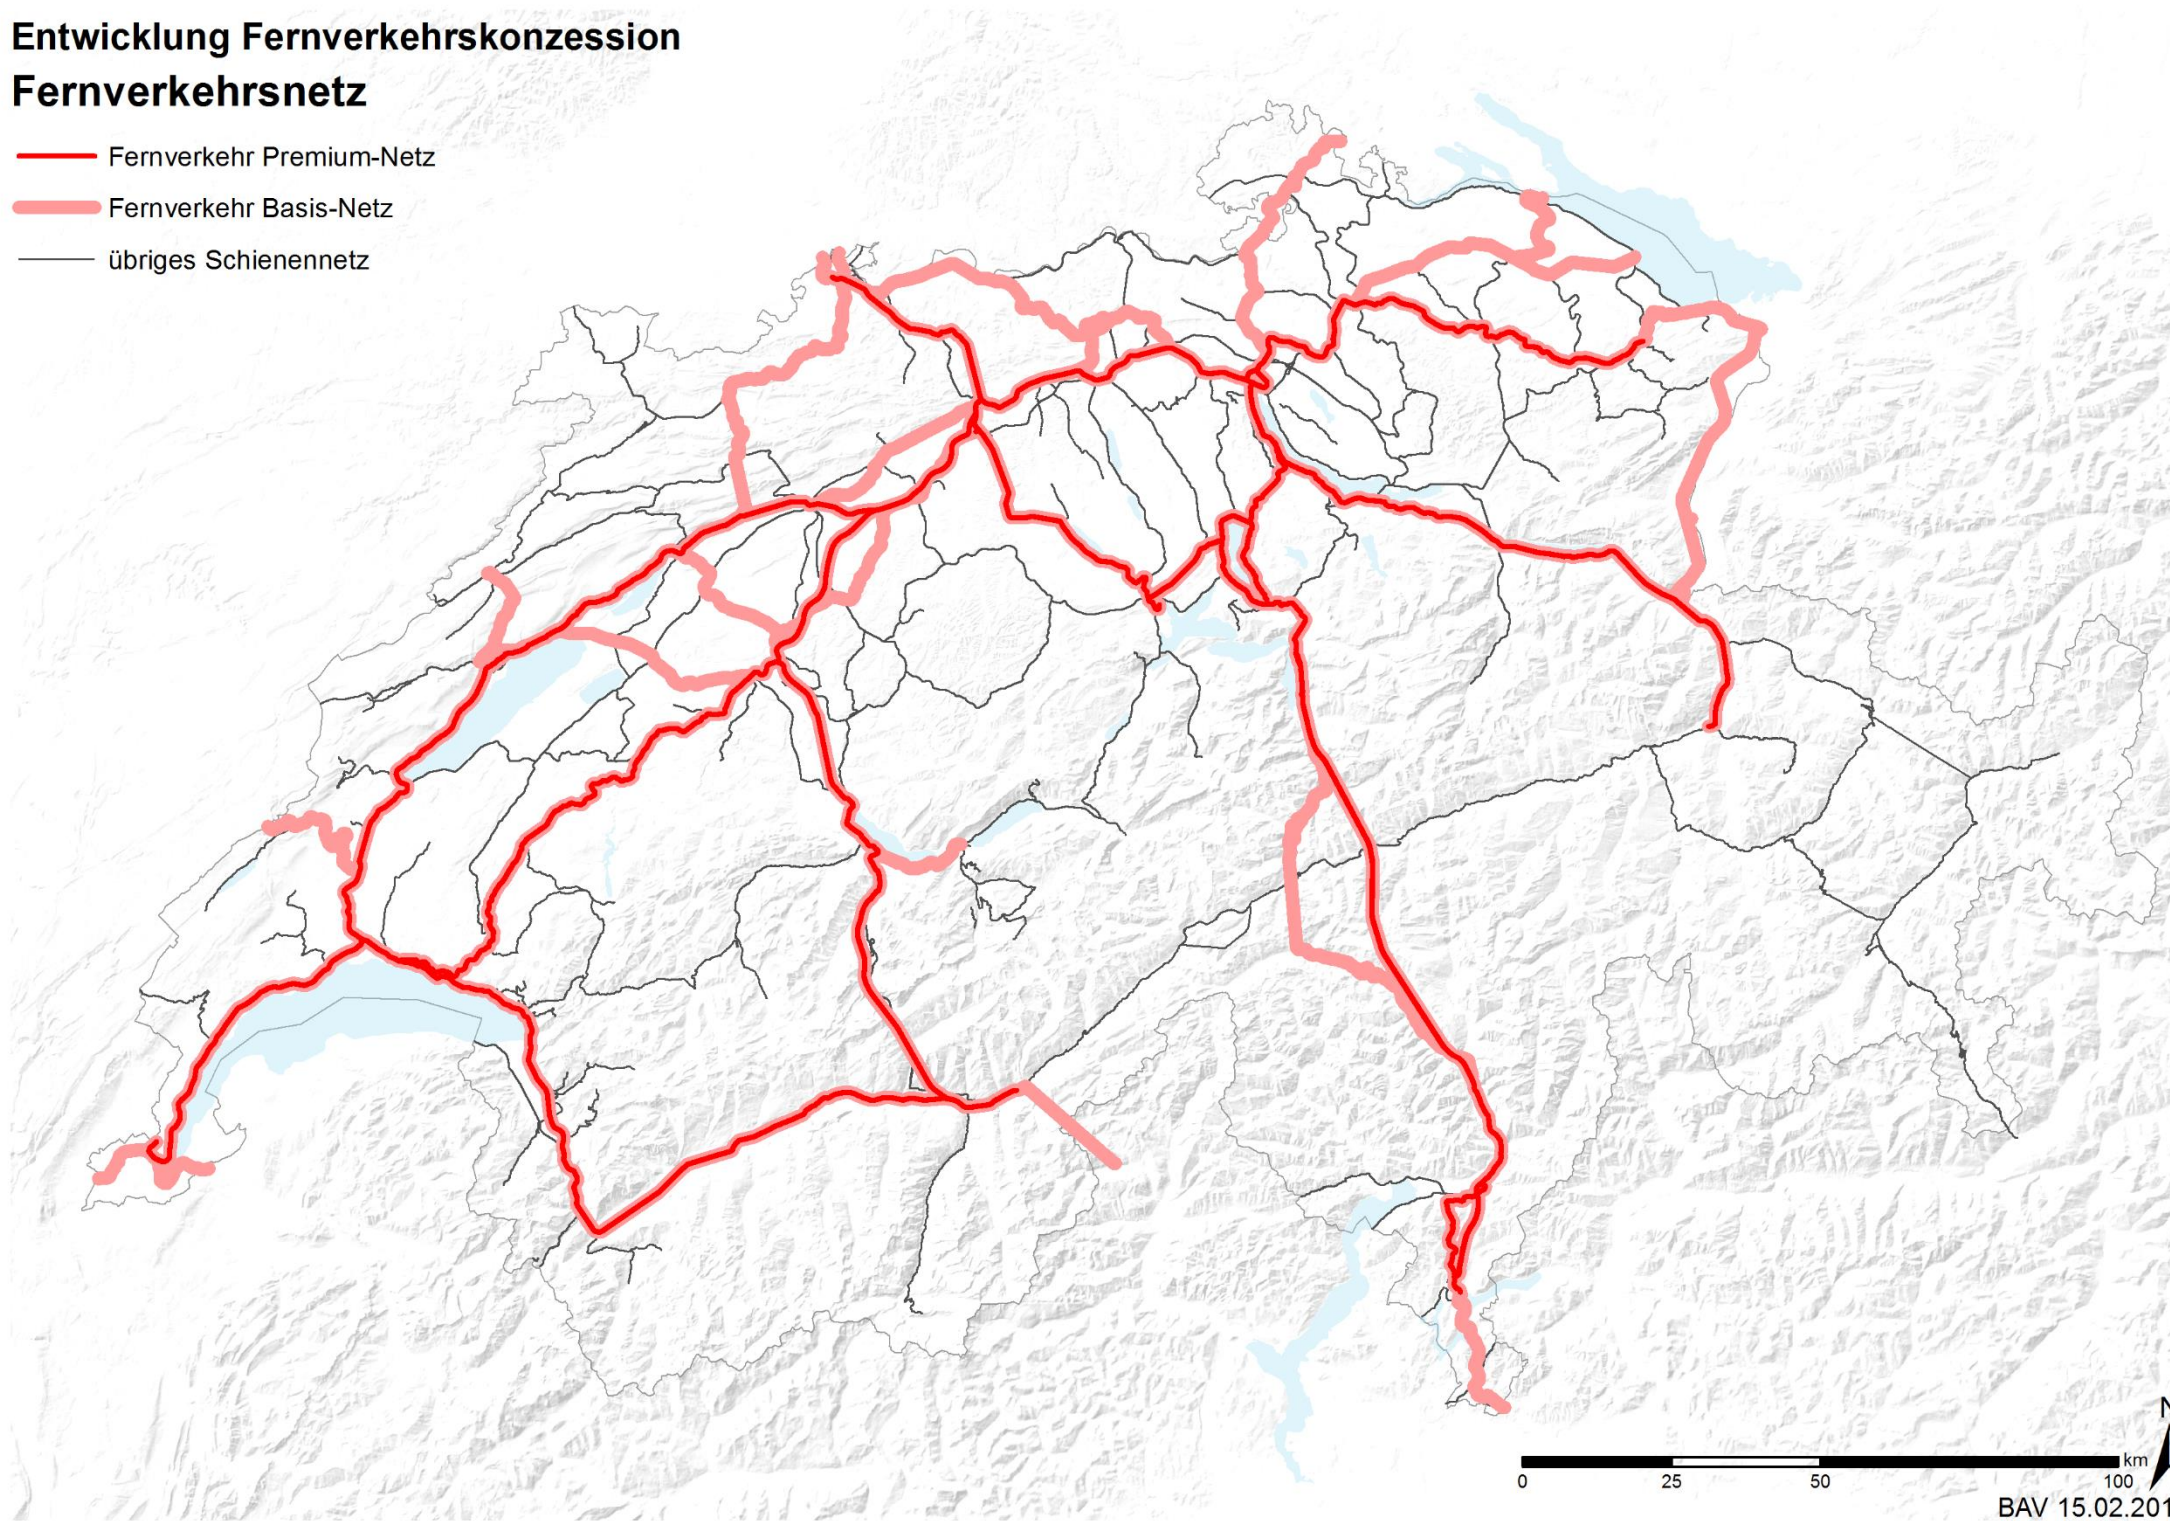 Entwicklung Fernverkehrskonzession
Fernverkehrsnetz
Fernverkehr Premium-Netz
Fernverkehr Basis-Netz
übriges Schienennetz
km
0 25 50 100
BAV 15.02.201